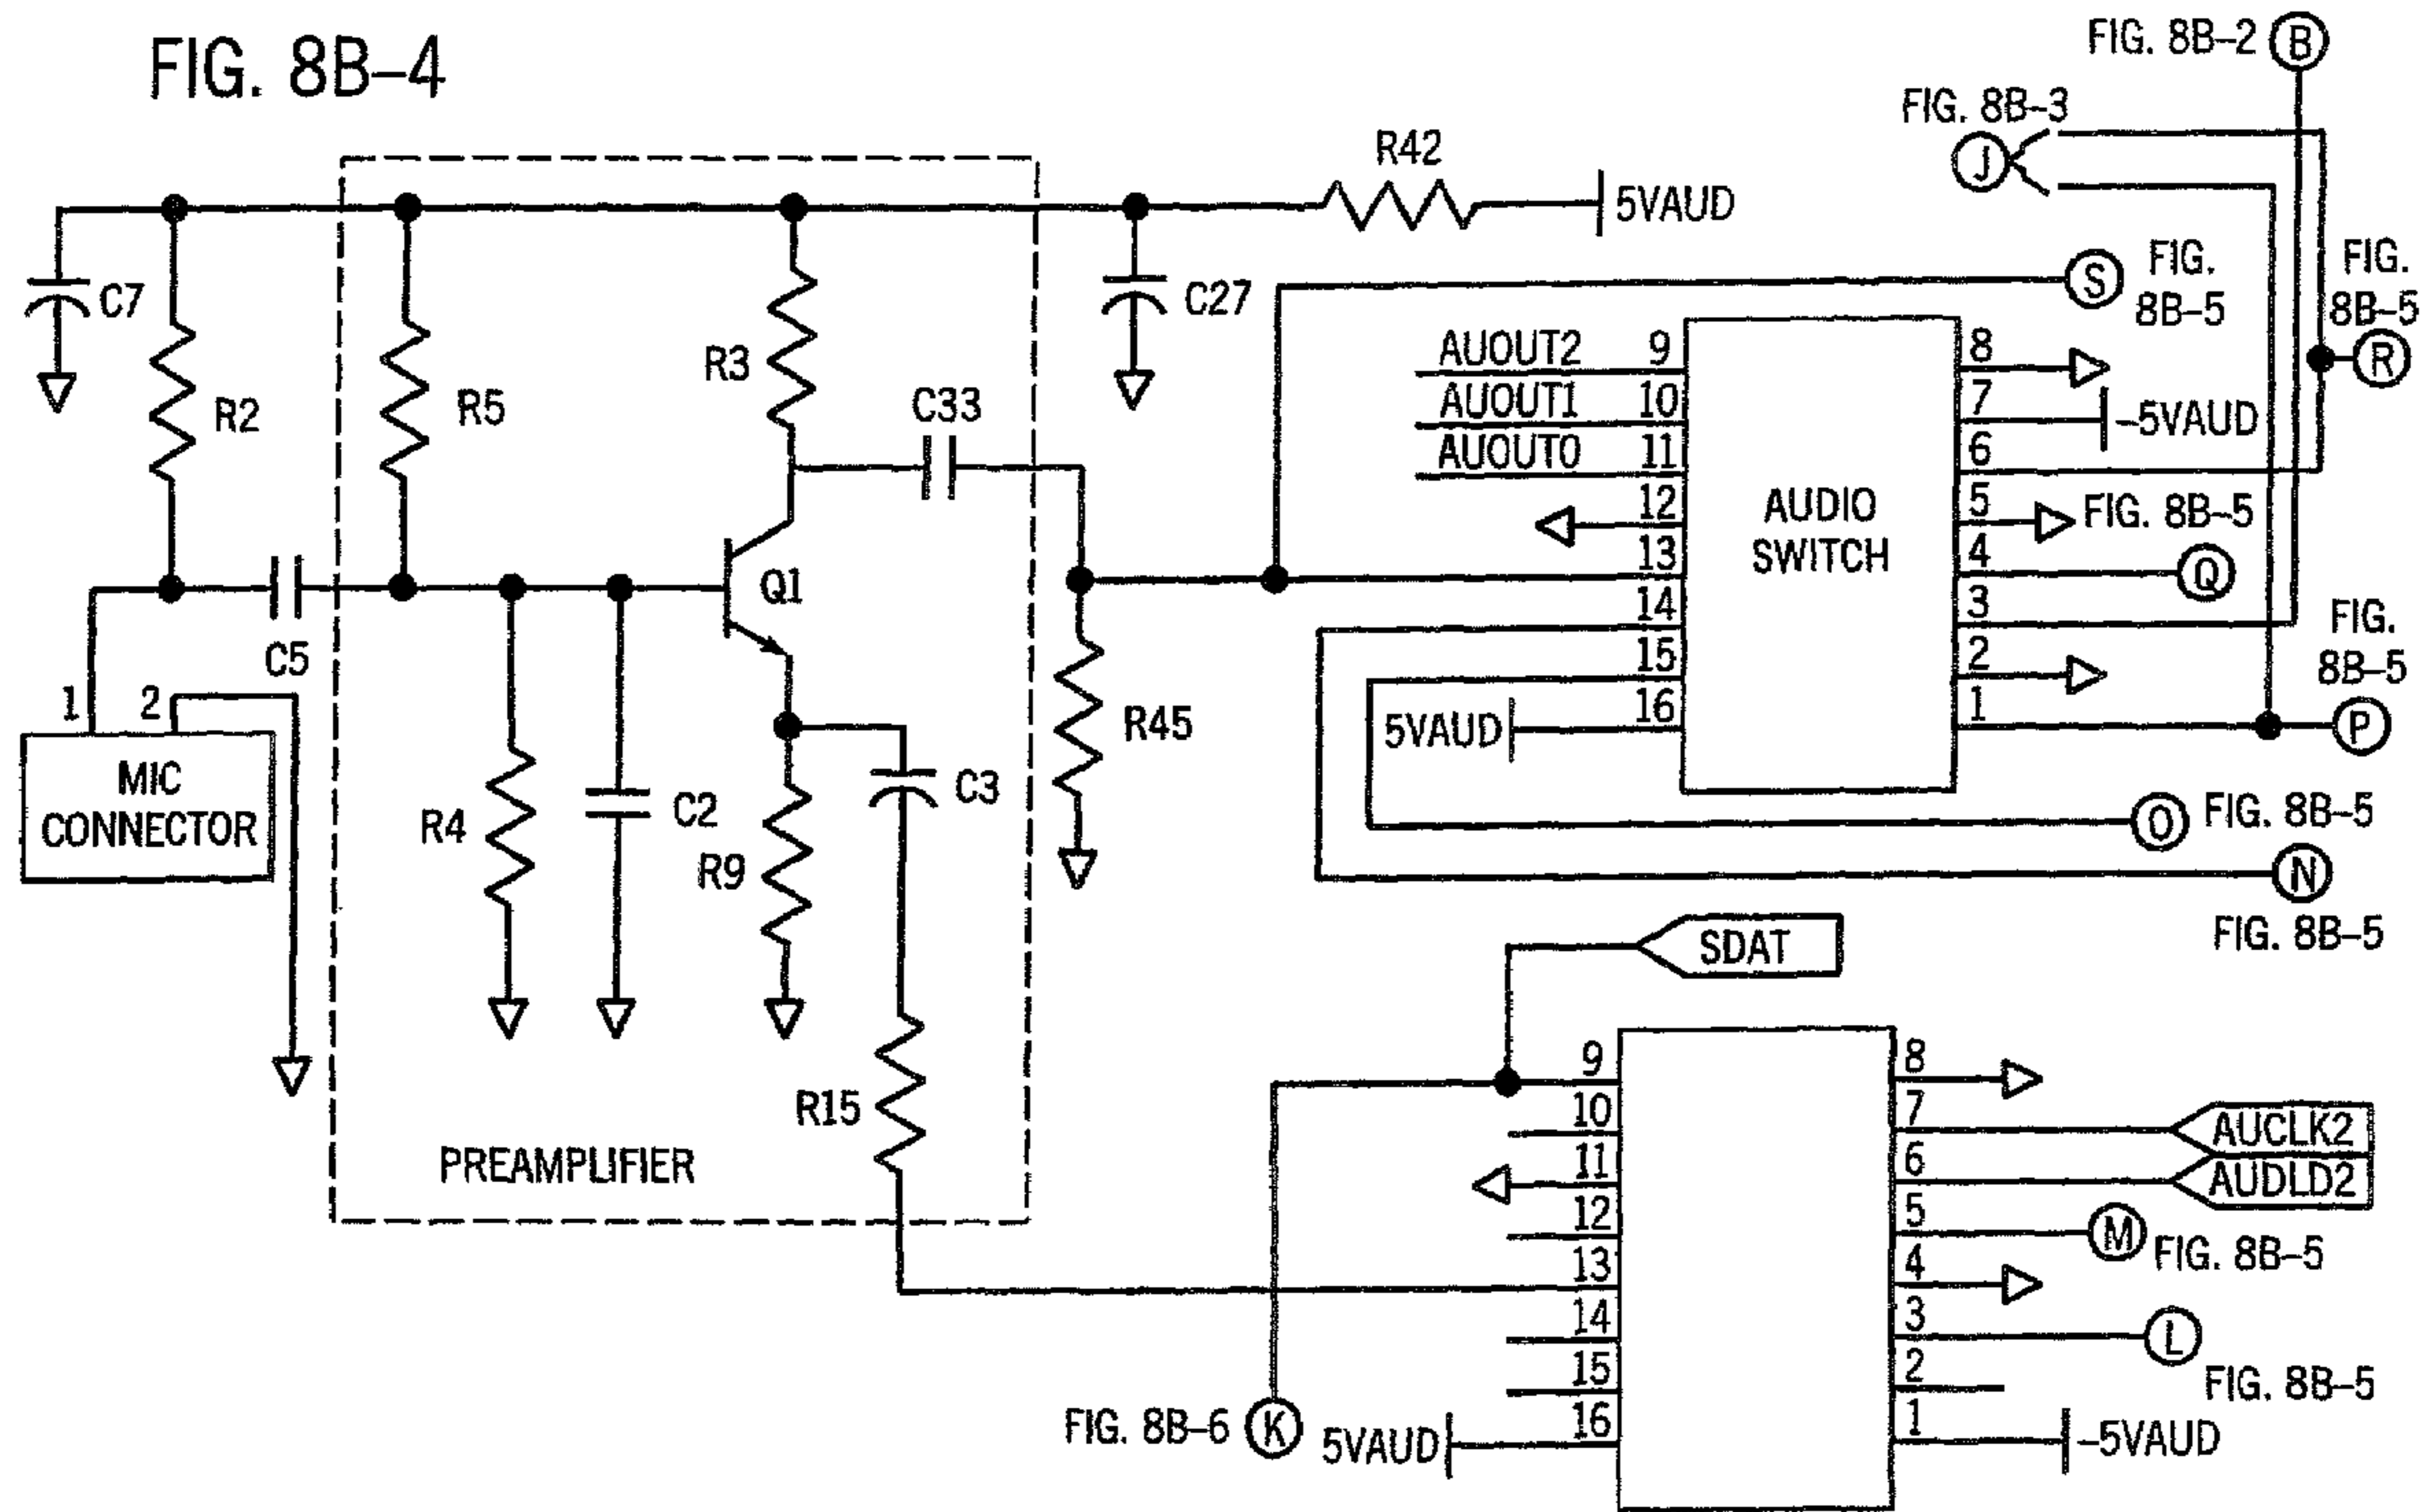 FIG. 8B–4
FIG. 8B–2 B
FIG. 8B–3
J
R42
5VAUD
C7
R2
R5
R3
C33
C27
S FIG.
8B–5
FIG.
8B–5
R
AUOUT2 9
AUOUT1 10
AUOUT0 11
12
13
14
15
5VAUD 16
AUDIO
SWITCH
8
7 –5VAUD
6
5 FIG. 8B–5
4 Q
3
2
1
FIG.
8B–5
P
C5
Q1
1 2
MIC
CONNECTOR
R4
C2
R9
C3
R45
O FIG. 8B–5
N
FIG. 8B–5
R15
PREAMPLIFIER
SDAT
9
10
11
12
13
14
15
5VAUD 16
8
7 AUCLK2
6 AUDLD2
5 M FIG. 8B–5
4
3 L
FIG. 8B–5
2
1 –5VAUD
FIG. 8B–6 K